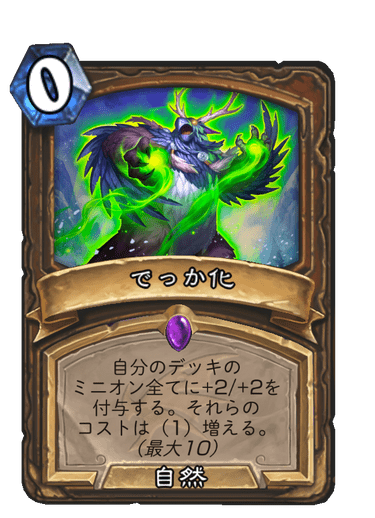 0
でっか化
自分のデッキの
ミニオン全てに+2/+2を
付与する。それらの
コストは（1）増える。
(最大10)
自然